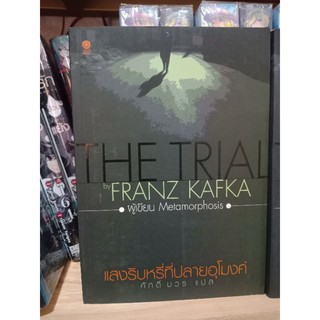 THE TRIAL
by FRANZ KAFKA
ผู้เขียน Metamorphosis
แสงริบหรี่ที่ปลายอุโมงค์
ศักดิ์ บวร แปล